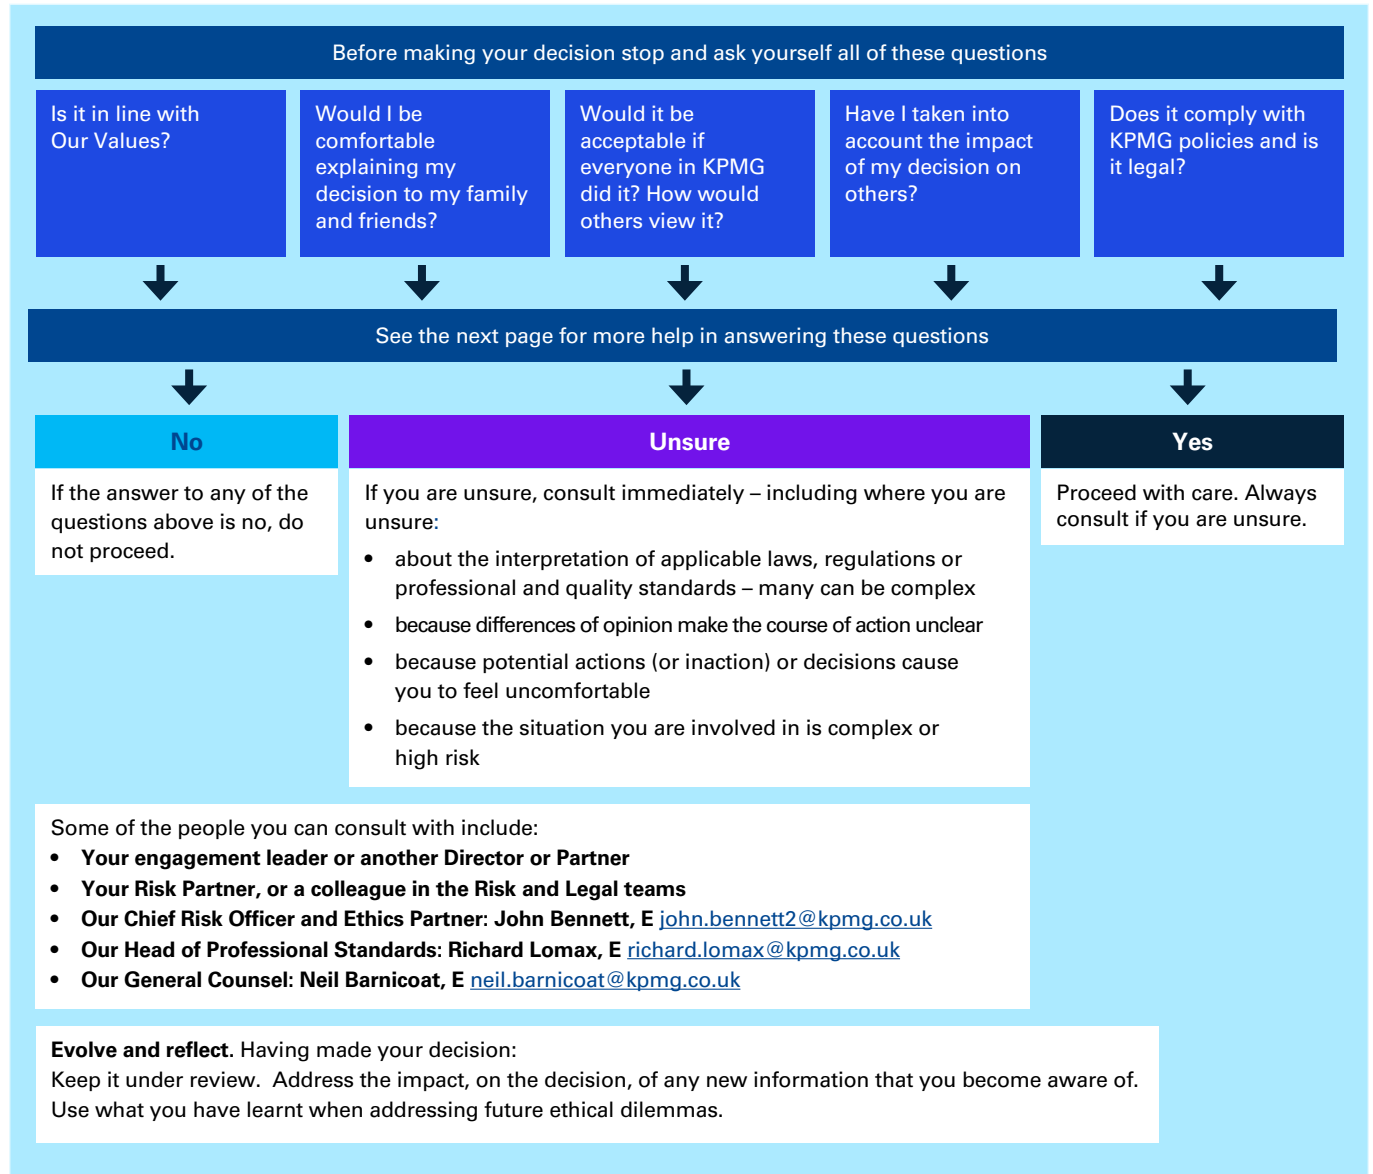 Before making your decision stop and ask yourself all of these questions
Is it in line with
Our Values?
Would I be
comfortable
explaining my
decision to my family
and friends?
Would it be
acceptable if
everyone in KPMG
did it? How would
others view it?
Have I taken into
account the impact
of my decision on
others?
Does it comply with
KPMG policies and is
it legal?
See the next page for more help in answering these questions
No
If the answer to any of the
questions above is no, do
not proceed.
Unsure
If you are unsure, consult immediately – including where you are
unsure:
• about the interpretation of applicable laws, regulations or
professional and quality standards – many can be complex
• because differences of opinion make the course of action unclear
• because potential actions (or inaction) or decisions cause
you to feel uncomfortable
• because the situation you are involved in is complex or
high risk
Yes
Proceed with care. Always
consult if you are unsure.
Some of the people you can consult with include:
• Your engagement leader or another Director or Partner
• Your Risk Partner, or a colleague in the Risk and Legal teams
• Our Chief Risk Officer and Ethics Partner: John Bennett, E john.bennett2@kpmg.co.uk
• Our Head of Professional Standards: Richard Lomax, E richard.lomax@kpmg.co.uk
• Our General Counsel: Neil Barnicoat, E neil.barnicoat@kpmg.co.uk
Evolve and reflect. Having made your decision:
Keep it under review. Address the impact, on the decision, of any new information that you become aware of.
Use what you have learnt when addressing future ethical dilemmas.